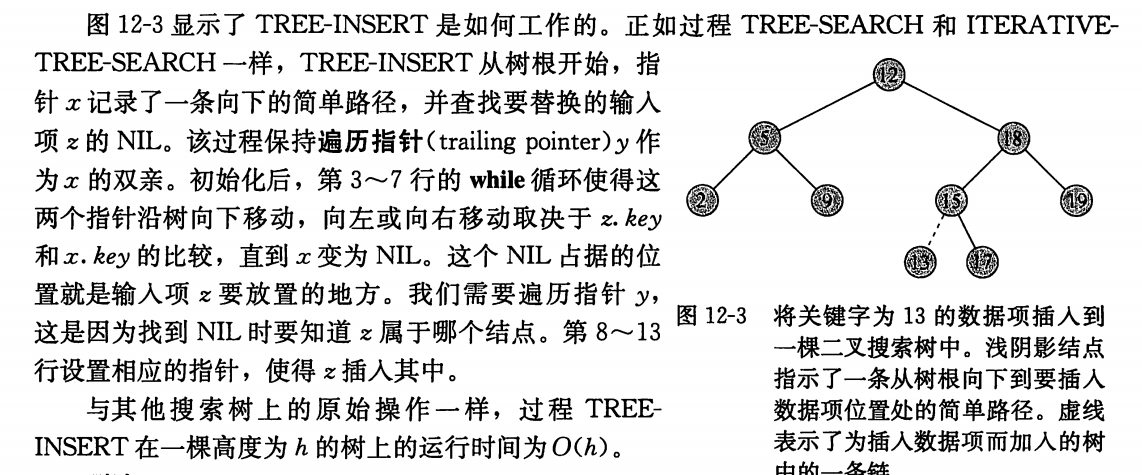 图 12-3 显示了 TREE-INSERT 是如何工作的。正如过程 TREE-SEARCH 和 ITERATIVE-
TREE-SEARCH 一样，TREE-INSERT 从树根开始，指
针 x 记录了一条向下的简单路径，并查找要替换的输入
项 z 的 NIL。该过程保持遍历指针(trailing pointer)y 作
为 x 的双亲。初始化后，第 3～7 行的 while 循环使得这
两个指针沿树向下移动，向左或向右移动取决于 z. key
和 x. key 的比较，直到 x 变为 NIL。这个 NIL 占据的位
置就是输入项 z 要放置的地方。我们需要遍历指针 y，
这是因为找到 NIL 时要知道 z 属于哪个结点。第 8～13
行设置相应的指针，使得 z 插入其中。
与其他搜索树上的原始操作一样，过程 TREE-
INSERT 在一棵高度为 h 的树上的运行时间为 O(h)。
12
5 18
2 9 15 19
13 17
图 12-3 将关键字为 13 的数据项插入到
一棵二叉搜索树中。浅阴影结点
指示了一条从树根向下到要插入
数据项位置处的简单路径。虚线
表示了为插入数据项而加入的树
中的一条链